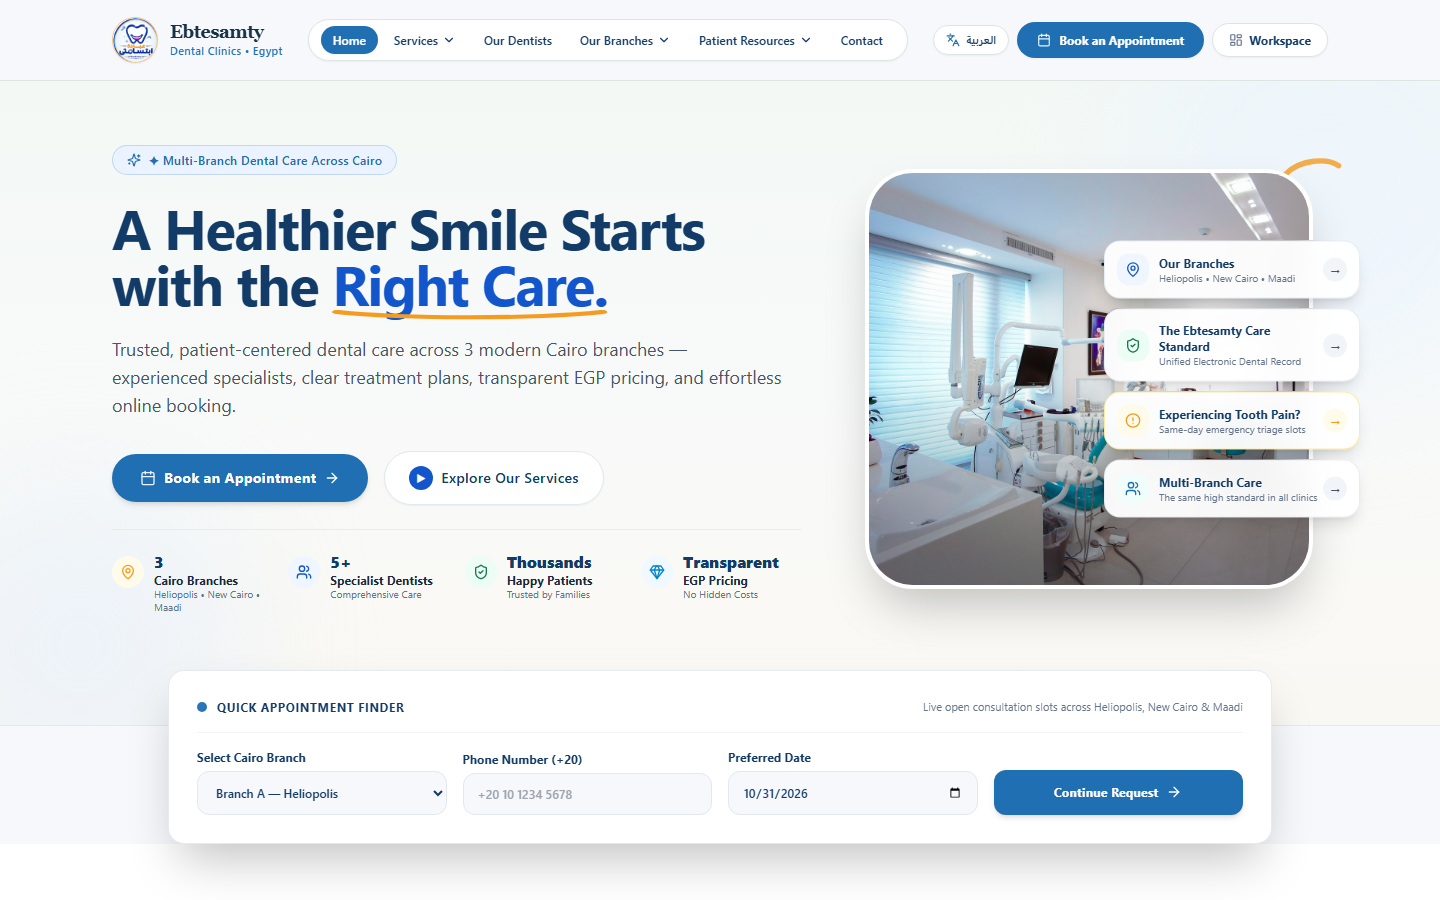 ابتسامتي
Ebtesamty
Dental Clinics • Egypt
Home
Services
Our Dentists
Our Branches
Patient Resources
Contact
العربية
Book an Appointment
Workspace
✦ Multi-Branch Dental Care Across Cairo
A Healthier Smile Starts
with the Right Care.
Trusted, patient-centered dental care across 3 modern Cairo branches —
experienced specialists, clear treatment plans, transparent EGP pricing, and effortless
online booking.
Book an Appointment →
Explore Our Services
3
Cairo Branches
Heliopolis • New Cairo •
Maadi
5+
Specialist Dentists
Comprehensive Care
Thousands
Happy Patients
Trusted by Families
Transparent
EGP Pricing
No Hidden Costs
Our Branches
Heliopolis • New Cairo • Maadi
→
The Ebtesamty Care
Standard
Unified Electronic Dental Record
→
Experiencing Tooth Pain?
Same-day emergency triage slots
→
Multi-Branch Care
The same high standard in all clinics
→
QUICK APPOINTMENT FINDER
Live open consultation slots across Heliopolis, New Cairo & Maadi
Select Cairo Branch
Branch A — Heliopolis
Phone Number (+20)
+20 10 1234 5678
Preferred Date
10/31/2026
Continue Request →